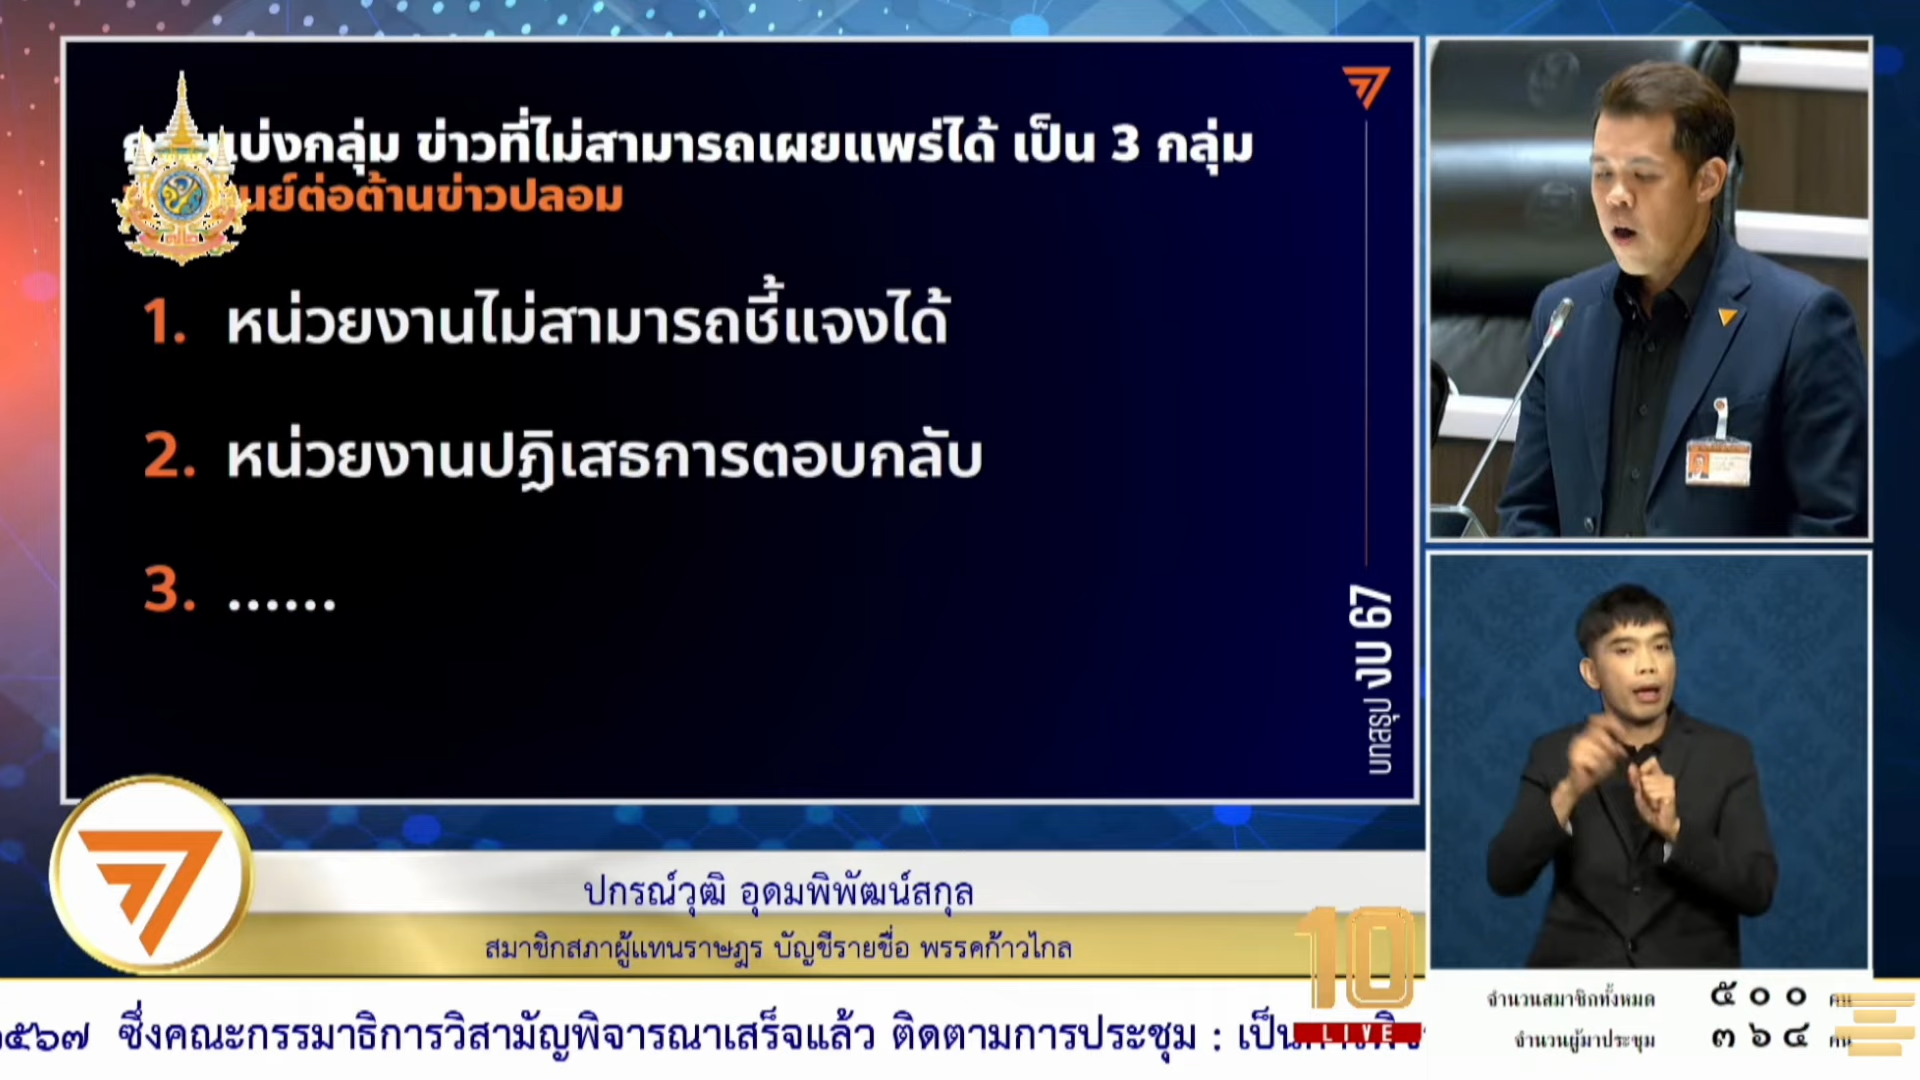 แบ่งกลุ่ม ข่าวที่ไม่สามารถเผยแพร่ได้ เป็น 3 กลุ่ม
ต่อต้านข่าวปลอม
1. หน่วยงานไม่สามารถชี้แจงได้
2. หน่วยงานปฏิเสธการตอบกลับ
3. ......
บทสรุป งบ 67
ปกรณ์วุฒิ อุดมพิพัฒน์สกุล
สมาชิกสภาผู้แทนราษฎร บัญชีรายชื่อ พรรคก้าวไกล
10
LIVE
๕๖๗ ซึ่งคณะกรรมาธิการวิสามัญพิจารณาเสร็จแล้ว ติดตามการประชุม :
จำนวนสมาชิกทั้งหมด ๕๐๐ คน
จำนวนผู้มาประชุม ๓๖๔ คน